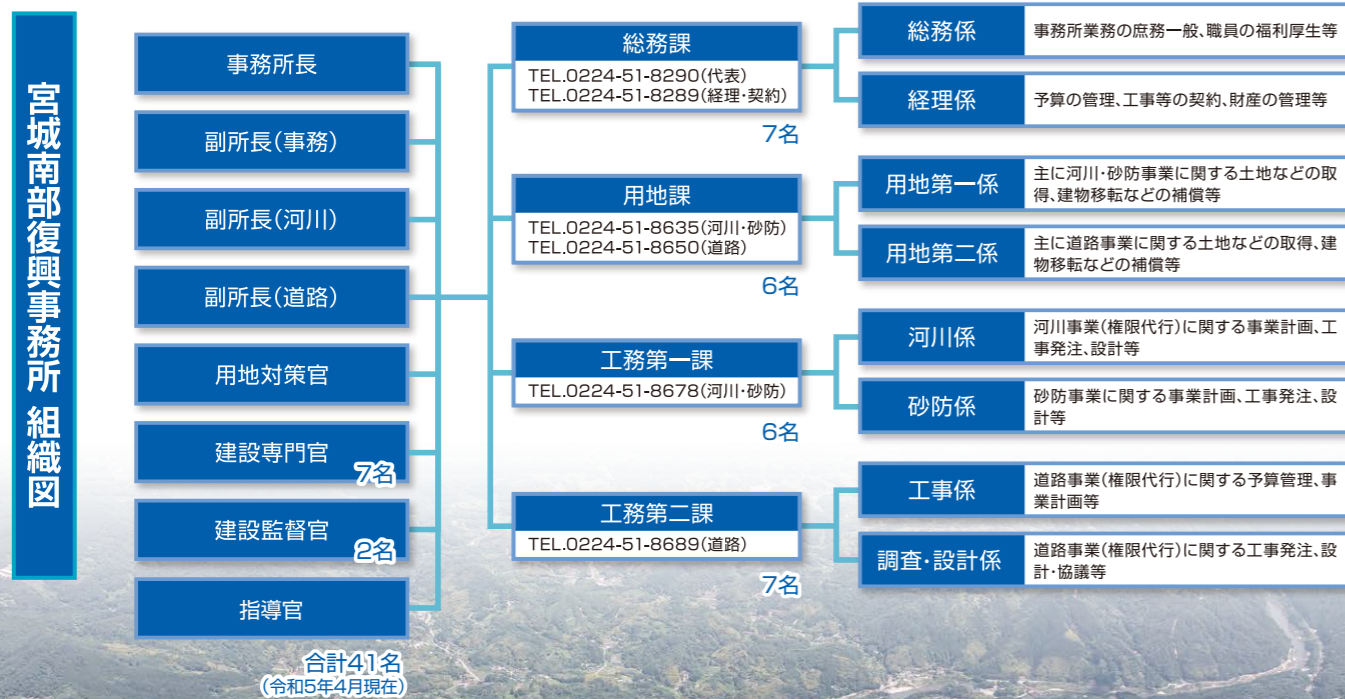 宮城南部復興事務所 組織図
事務所長
副所長(事務)
副所長(河川)
副所長(道路)
用地対策官
建設専門官
7名
建設監督官
2名
指導官
合計41名
(令和5年4月現在)
総務課
TEL.0224-51-8290(代表)
TEL.0224-51-8289(経理・契約)
7名
総務係
事務所業務の庶務一般、職員の福利厚生等
経理係
予算の管理、工事等の契約、財産の管理等
用地課
TEL.0224-51-8635(河川・砂防)
TEL.0224-51-8650(道路)
6名
用地第一係
主に河川・砂防事業に関する土地などの取
得、建物移転などの補償等
用地第二係
主に道路事業に関する土地などの取得、建
物移転などの補償等
工務第一課
TEL.0224-51-8678(河川・砂防)
6名
河川係
河川事業(権限代行)に関する事業計画、工
事発注、設計等
砂防係
砂防事業に関する事業計画、工事発注、設
計等
工務第二課
TEL.0224-51-8689(道路)
7名
工事係
道路事業(権限代行)に関する予算管理、事
業計画等
調査・設計係
道路事業(権限代行)に関する工事発注、設
計・協議等